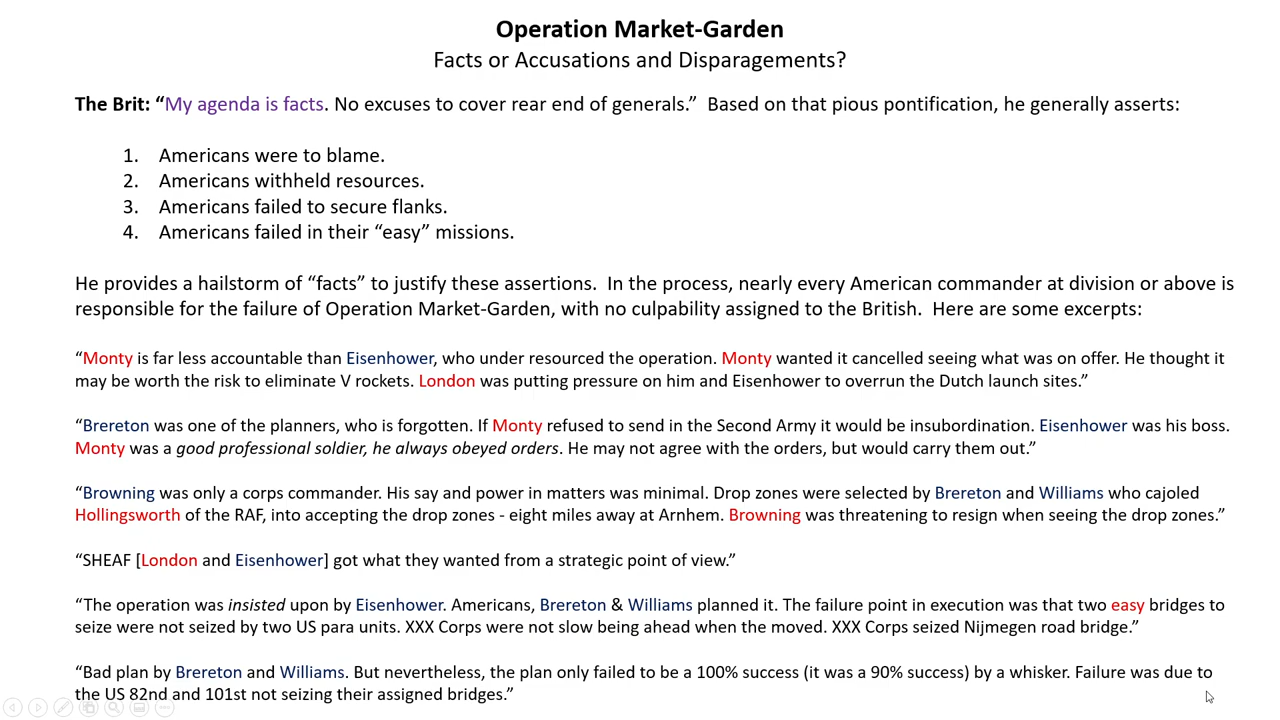 Operation Market-Garden
Facts or Accusations and Disparagements?
The Brit: “My agenda is facts. No excuses to cover rear end of generals.”  Based on that pious pontification, he generally asserts:
1. Americans were to blame.
2. Americans withheld resources.
3. Americans failed to secure flanks.
4. Americans failed in their “easy” missions.
He provides a hailstorm of “facts” to justify these assertions.  In the process, nearly every American commander at division or above is
responsible for the failure of Operation Market-Garden, with no culpability assigned to the British.  Here are some excerpts:
“Monty is far less accountable than Eisenhower, who under resourced the operation. Monty wanted it cancelled seeing what was on offer. He thought it
may be worth the risk to eliminate V rockets. London was putting pressure on him and Eisenhower to overrun the Dutch launch sites.”
“Brereton was one of the planners, who is forgotten. If Monty refused to send in the Second Army it would be insubordination. Eisenhower was his boss.
Monty was a good professional soldier, he always obeyed orders. He may not agree with the orders, but would carry them out.”
“Browning was only a corps commander. His say and power in matters was minimal. Drop zones were selected by Brereton and Williams who cajoled
Hollingsworth of the RAF, into accepting the drop zones - eight miles away at Arnhem. Browning was threatening to resign when seeing the drop zones.”
“SHEAF [London and Eisenhower] got what they wanted from a strategic point of view.”
“The operation was insisted upon by Eisenhower. Americans, Brereton & Williams planned it. The failure point in execution was that two easy bridges to
seize were not seized by two US para units. XXX Corps were not slow being ahead when the moved. XXX Corps seized Nijmegen road bridge.”
“Bad plan by Brereton and Williams. But nevertheless, the plan only failed to be a 100% success (it was a 90% success) by a whisker. Failure was due to
the US 82nd and 101st not seizing their assigned bridges.”